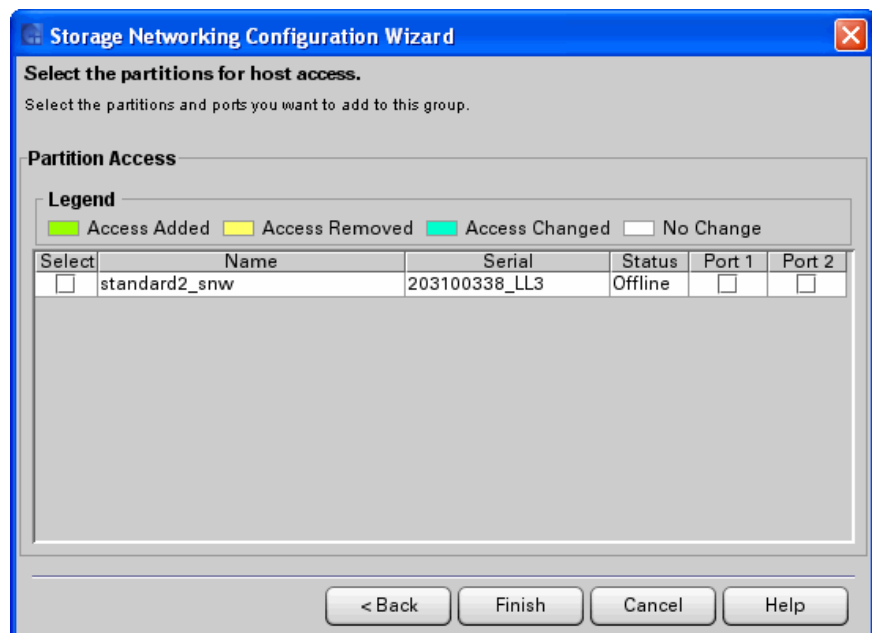 Storage Networking Configuration Wizard
Select the partitions for host access.
Select the partitions and ports you want to add to this group.
Partition Access
Legend
Access Added Access Removed Access Changed No Change
Select Name Serial Status Port 1 Port 2
standard2_snw 203100338_LL3 Offline
< Back Finish Cancel Help